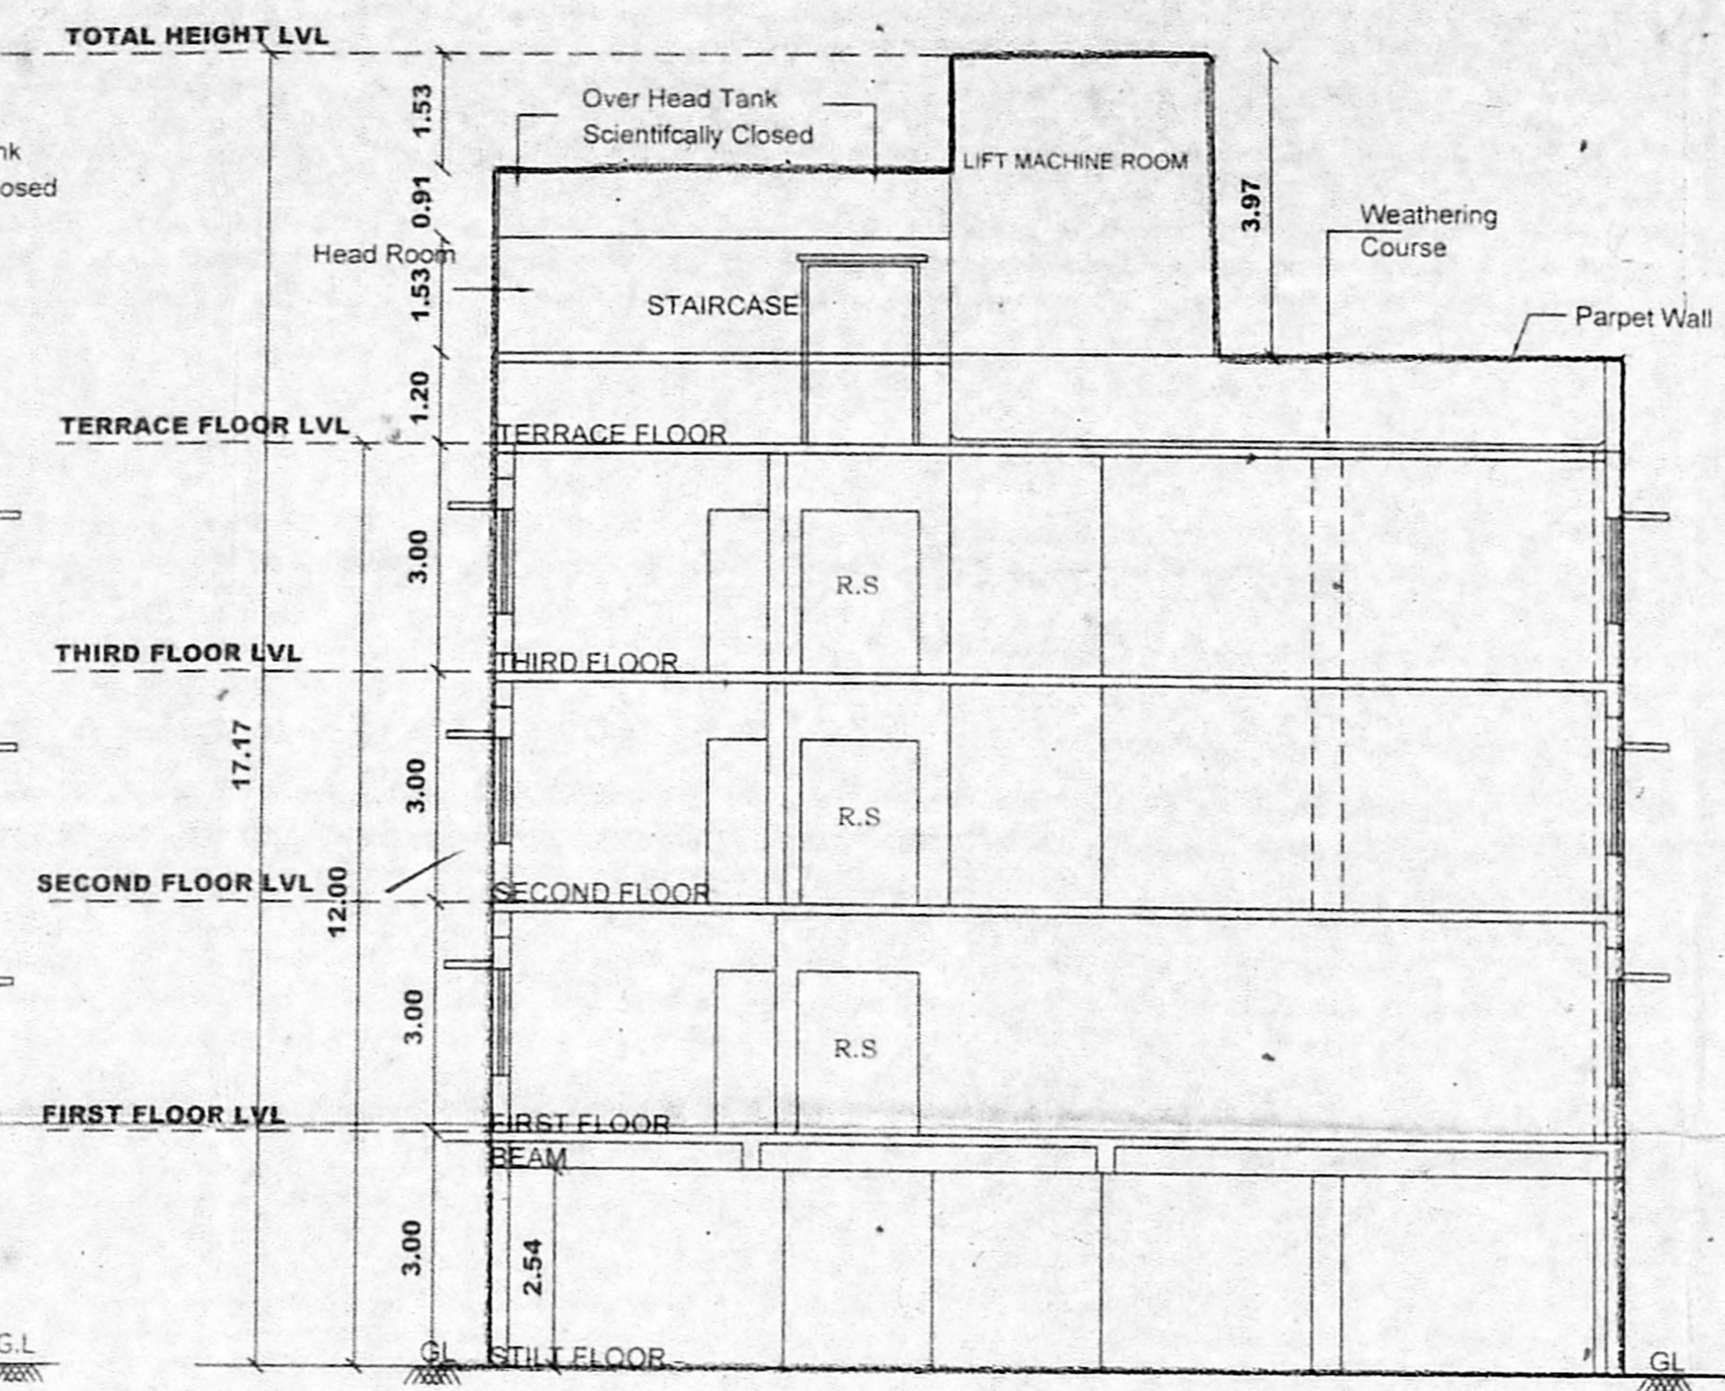 TOTAL HEIGHT LVL
1.53
Over Head Tank
Scientifcally Closed
LIFT MACHINE ROOM
nk
osed
0.91
3.97
Weathering
Course
Head Room
1.53
STAIRCASE
Parpet Wall
1.20
TERRACE FLOOR LVL
TERRACE FLOOR
3.00
R.S
THIRD FLOOR LVL
THIRD FLOOR
17.17
3.00
R.S
SECOND FLOOR LVL
12.00
SECOND FLOOR
3.00
R.S
FIRST FLOOR LVL
FIRST FLOOR
BEAM
3.00
2.54
G.L
GL
STILT FLOOR
GL